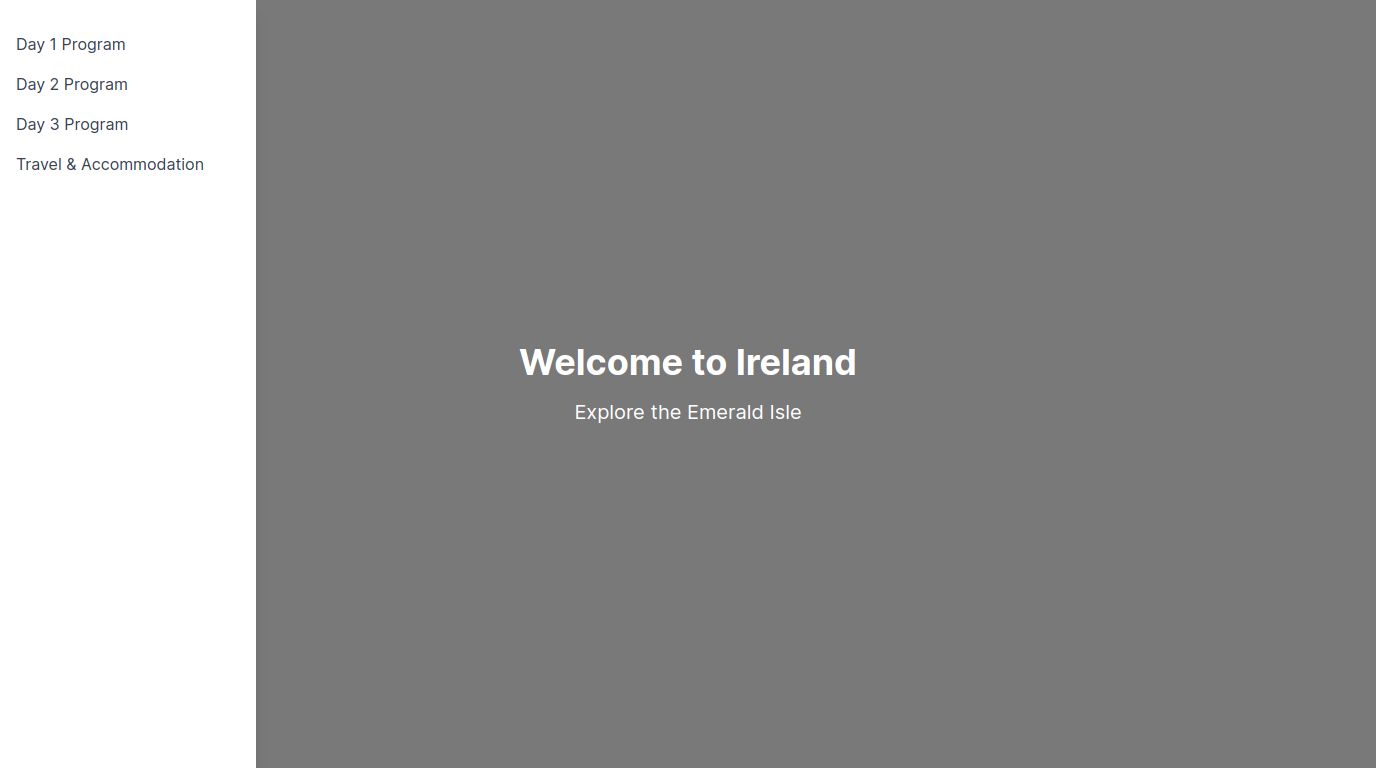 Day 1 Program
Day 2 Program
Day 3 Program
Travel & Accommodation
Welcome to Ireland
Explore the Emerald Isle